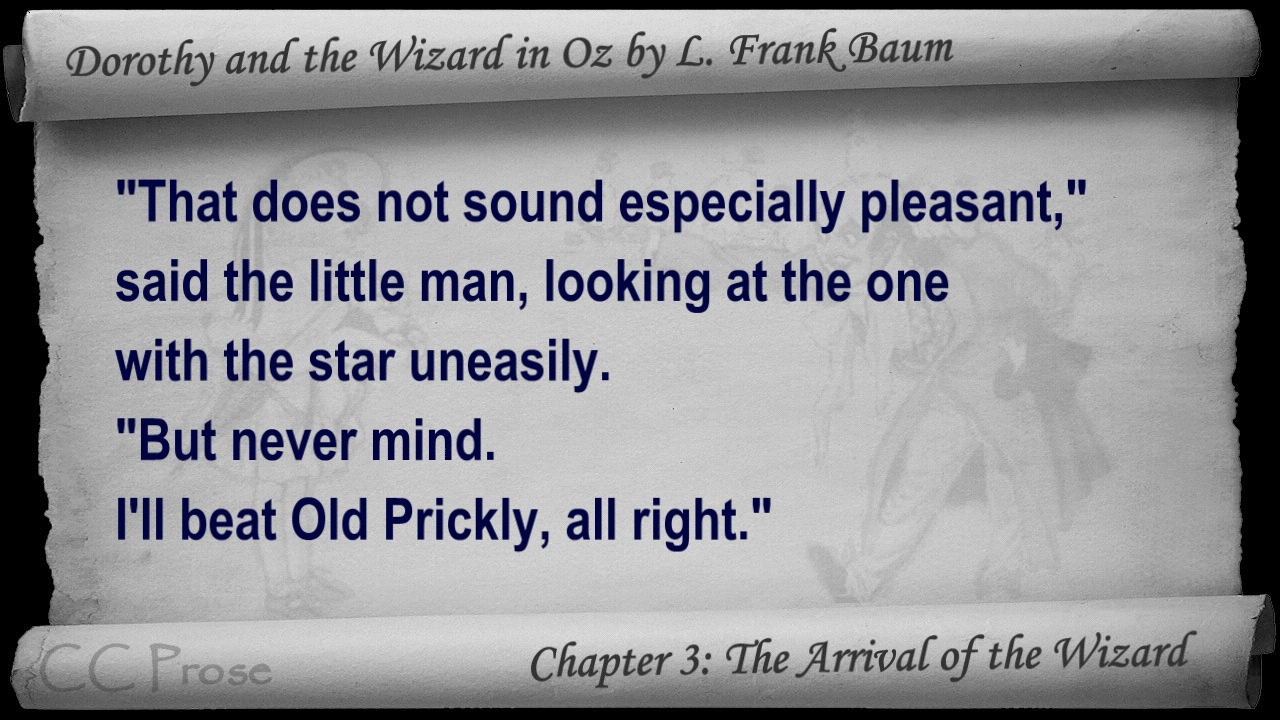 Dorothy and the Wizard in Oz by L. Frank Baum
"That does not sound especially pleasant,"
said the little man, looking at the one
with the star uneasily.
"But never mind.
I'll beat Old Prickly, all right."
CC Prose
Chapter 3: The Arrival of the Wizard